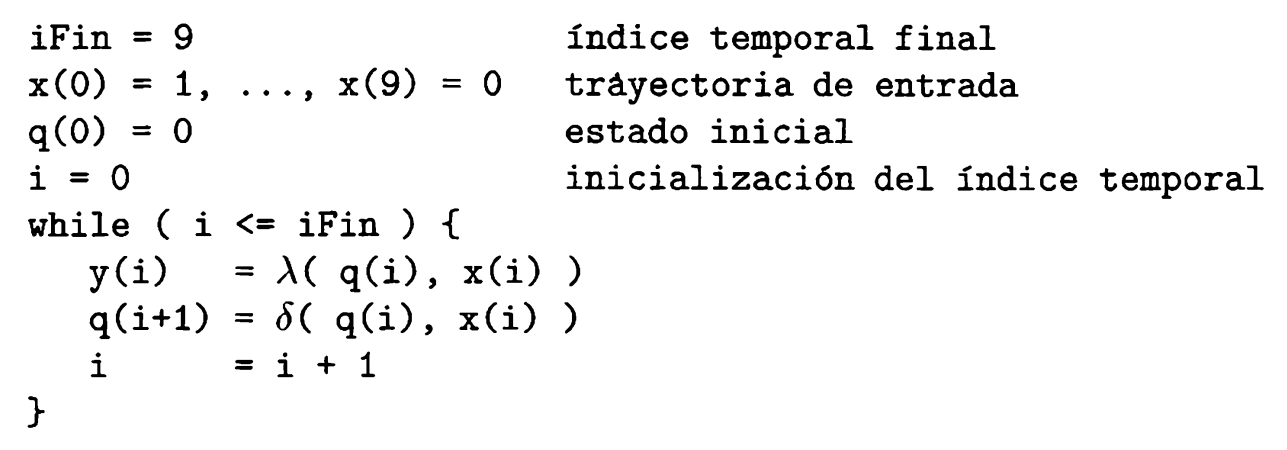 iFin = 9 índice temporal final
x(0) = 1, ..., x(9) = 0 tráyectoria de entrada
q(0) = 0 estado inicial
i = 0 inicialización del índice temporal
while ( i <= iFin ) {
y(i) = λ( q(i), x(i) )
q(i+1) = δ( q(i), x(i) )
i = i + 1
}